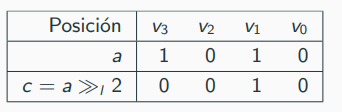 Posición v₃ v₂ v₁ v₀
a 1 0 1 0
c = a ≫ₗ 2 0 0 1 0